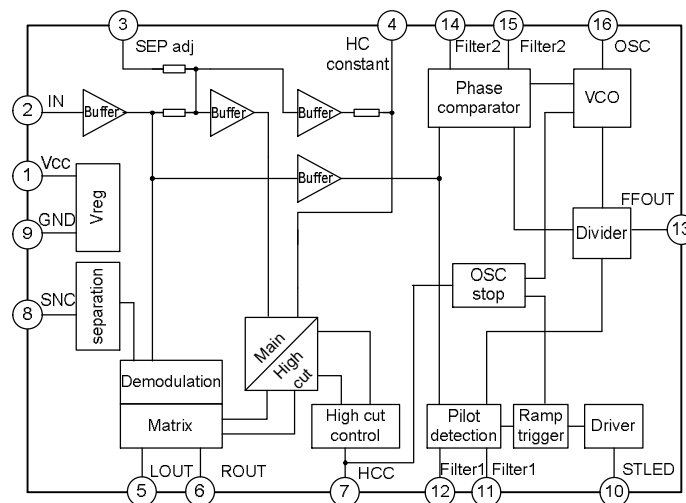 3 4 14 15 16
SEP adj HC constant Filter2 Filter2 OSC
2 IN Buffer Buffer Buffer
Phase comparator VCO
1 Vcc Vreg
Buffer
9 GND
FFOUT 13
Divider
8 SNC separation
OSC stop
Main High cut
Demodulation
Matrix
High cut control
Pilot detection
Ramp trigger
Driver
LOUT ROUT HCC Filter1 Filter1 STLED
5 6 7 12 11 10